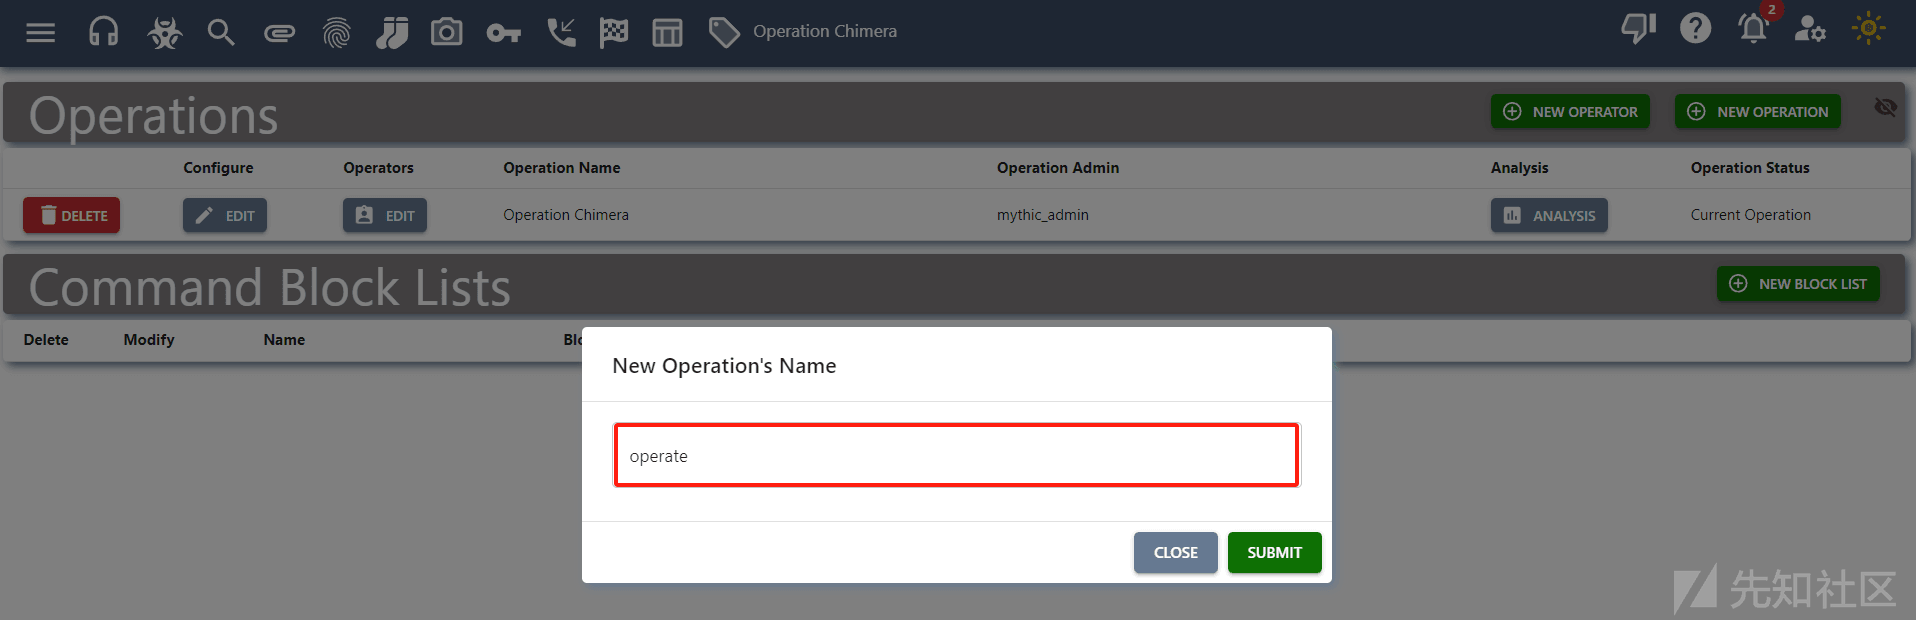 Operation Chimera
2
Operations
NEW OPERATOR
NEW OPERATION
Configure Operators Operation Name Operation Admin Analysis Operation Status
DELETE EDIT EDIT Operation Chimera mythic_admin ANALYSIS Current Operation
Command Block Lists
NEW BLOCK LIST
Delete Modify Name
New Operation's Name
operate
CLOSE SUBMIT
先知社区